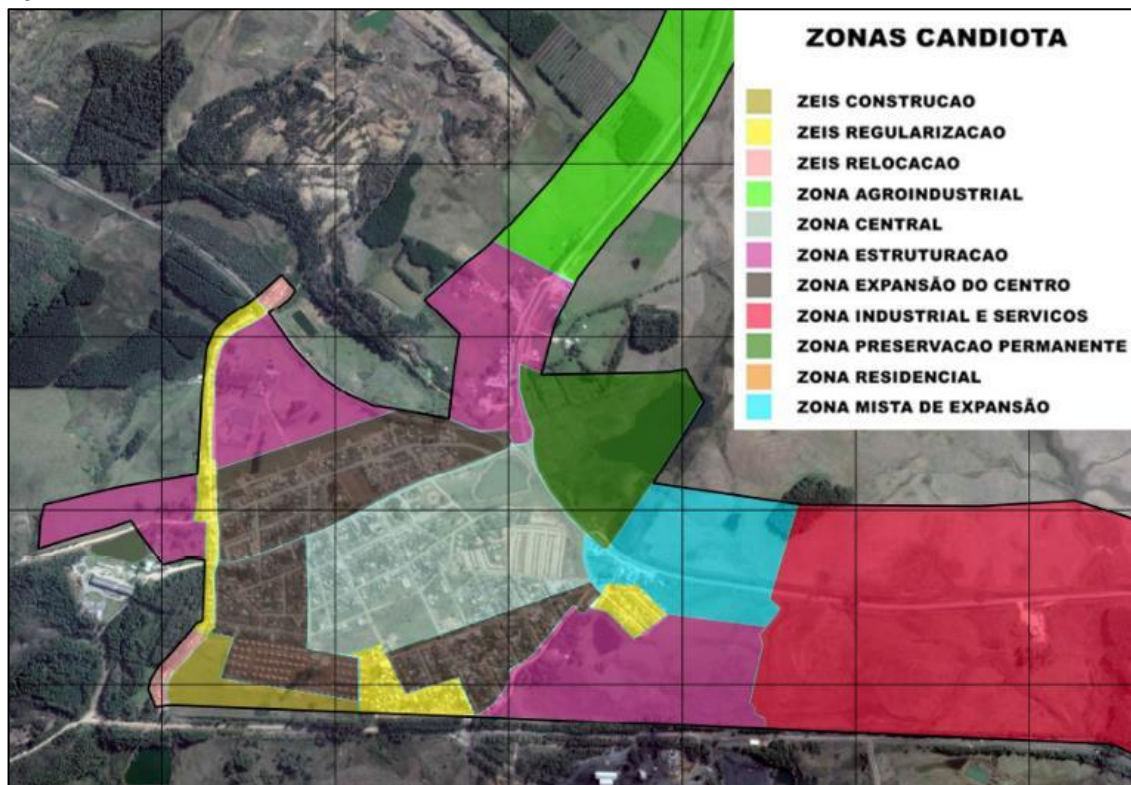 ZONAS CANDIOTA
ZEIS CONSTRUCAO
ZEIS REGULARIZACAO
ZEIS RELOCACAO
ZONA AGROINDUSTRIAL
ZONA CENTRAL
ZONA ESTRUTURACAO
ZONA EXPANSÃO DO CENTRO
ZONA INDUSTRIAL E SERVICOS
ZONA PRESERVACAO PERMANENTE
ZONA RESIDENCIAL
ZONA MISTA DE EXPANSÃO